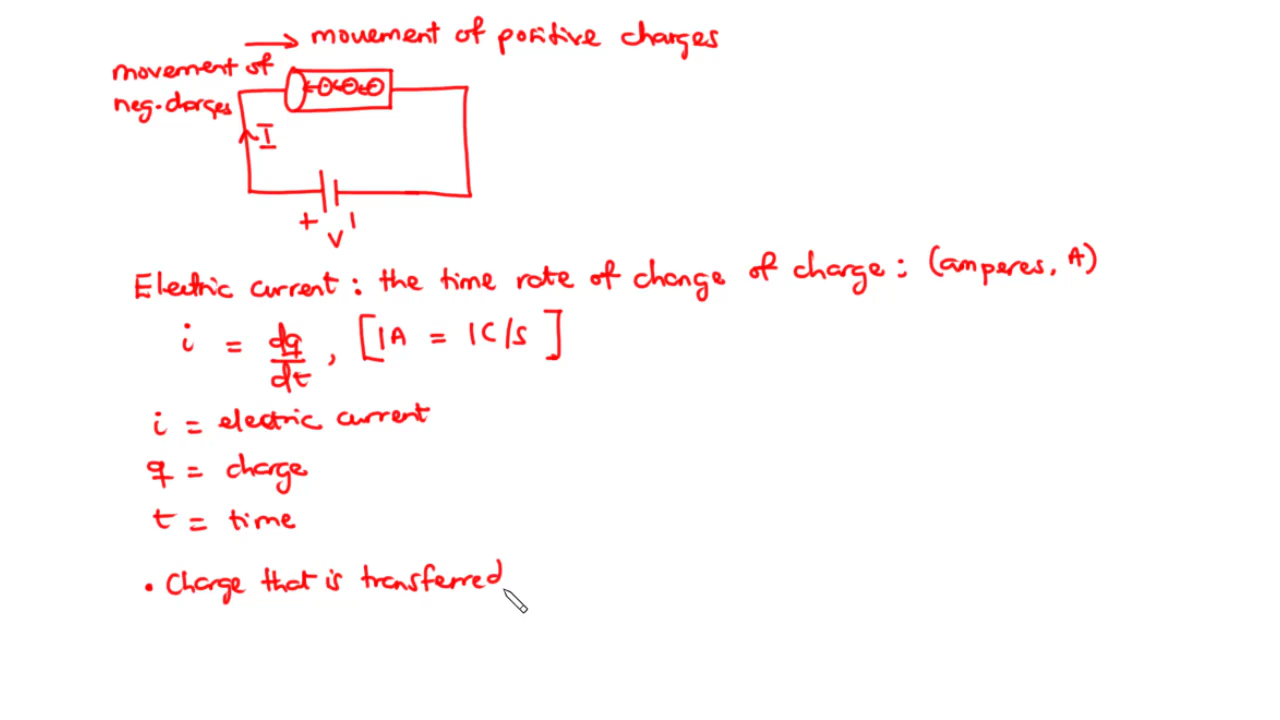 movement of positive charges
movement of
neg. charges
I
+ V I
Electric current : the time rate of change of charge : (amperes, A)
i = dq/dt , [1A = 1C/s]
i = electric current
q = charge
t = time
• Charge that is transferred